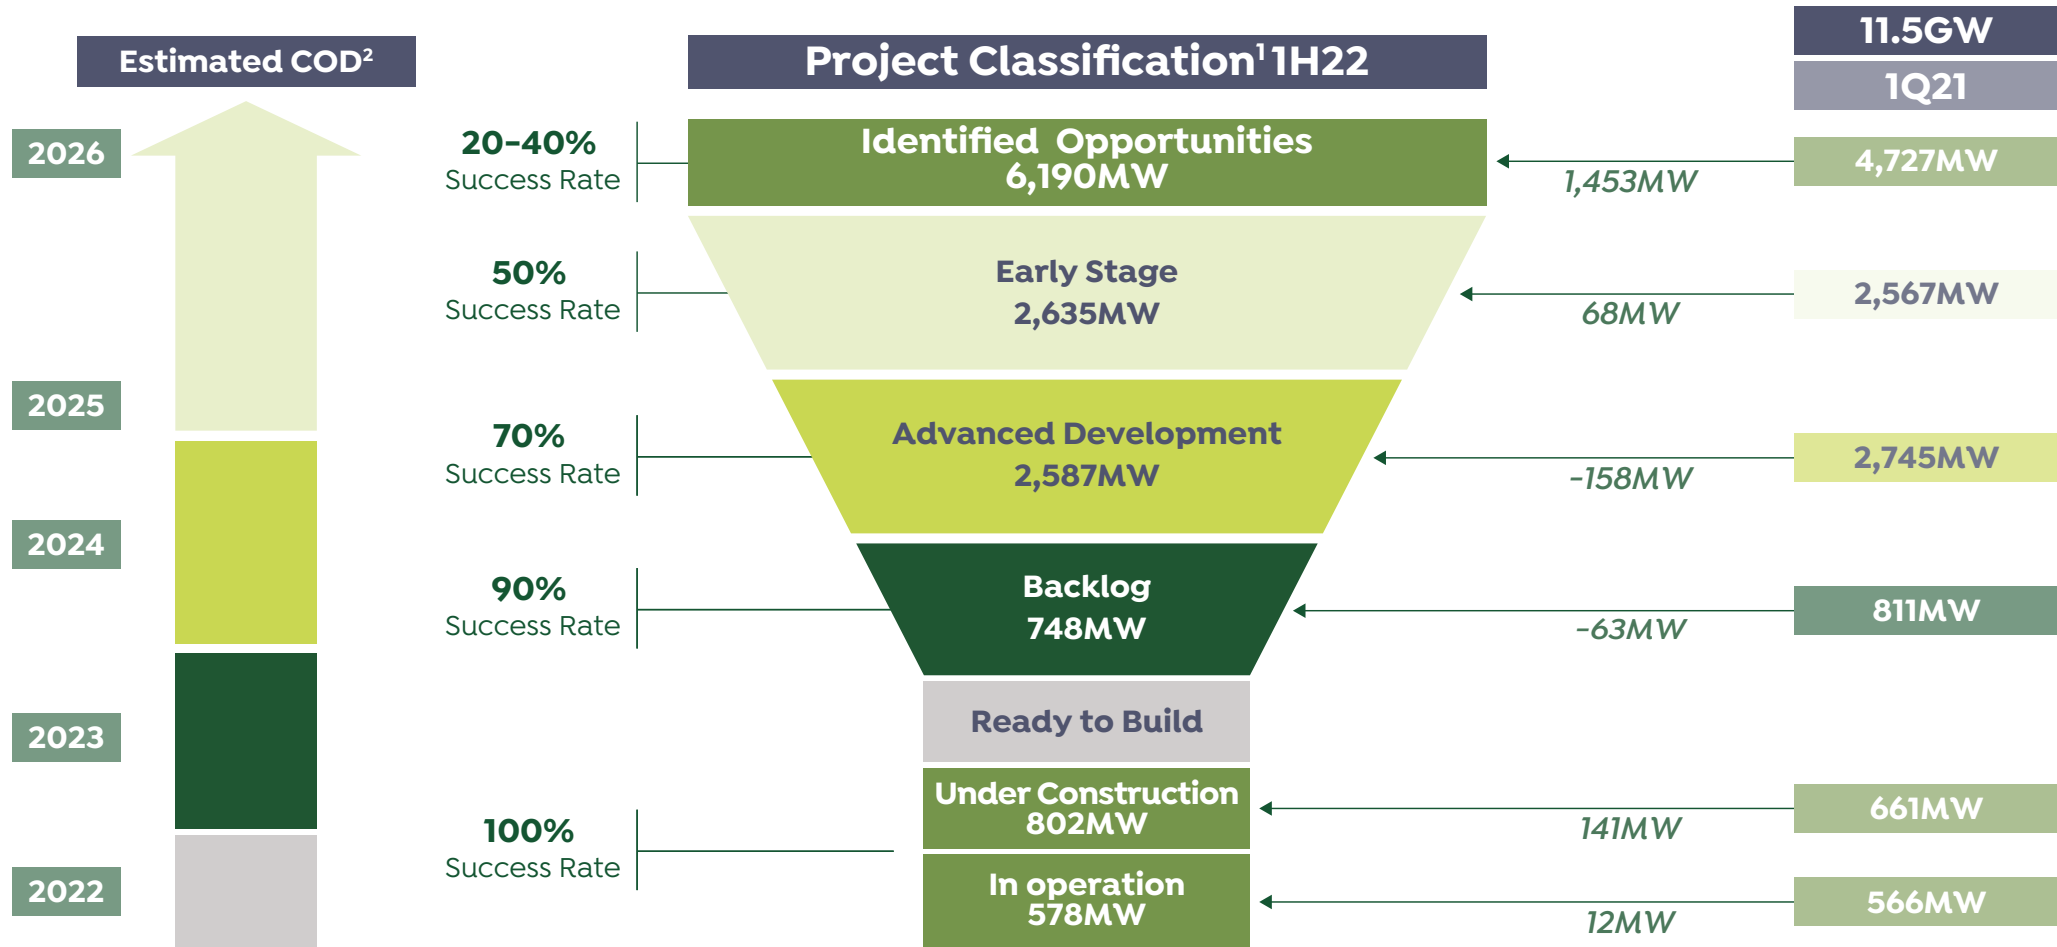 Estimated COD²
Project Classification¹ 1H22
11.5GW
1Q21
2026
20-40%
Success Rate
Identified Opportunities
6,190MW
1,453MW
4,727MW
50%
Success Rate
Early Stage
2,635MW
68MW
2,567MW
2025
70%
Success Rate
Advanced Development
2,587MW
-158MW
2,745MW
2024
90%
Success Rate
Backlog
748MW
-63MW
811MW
2023
Ready to Build
100%
Success Rate
Under Construction
802MW
141MW
661MW
2022
In operation
578MW
12MW
566MW